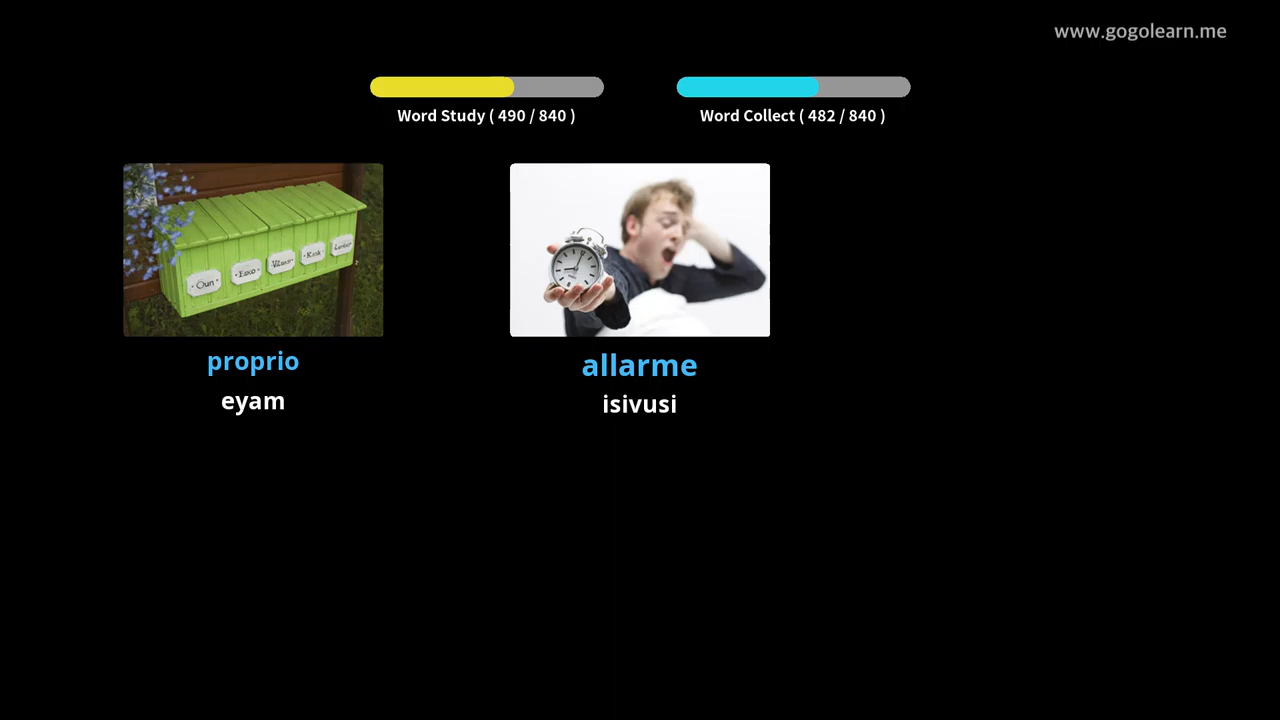 www.gogolearn.me
Word Study ( 490 / 840 )
Word Collect ( 482 / 840 )
proprio
eyam
allarme
isivusi